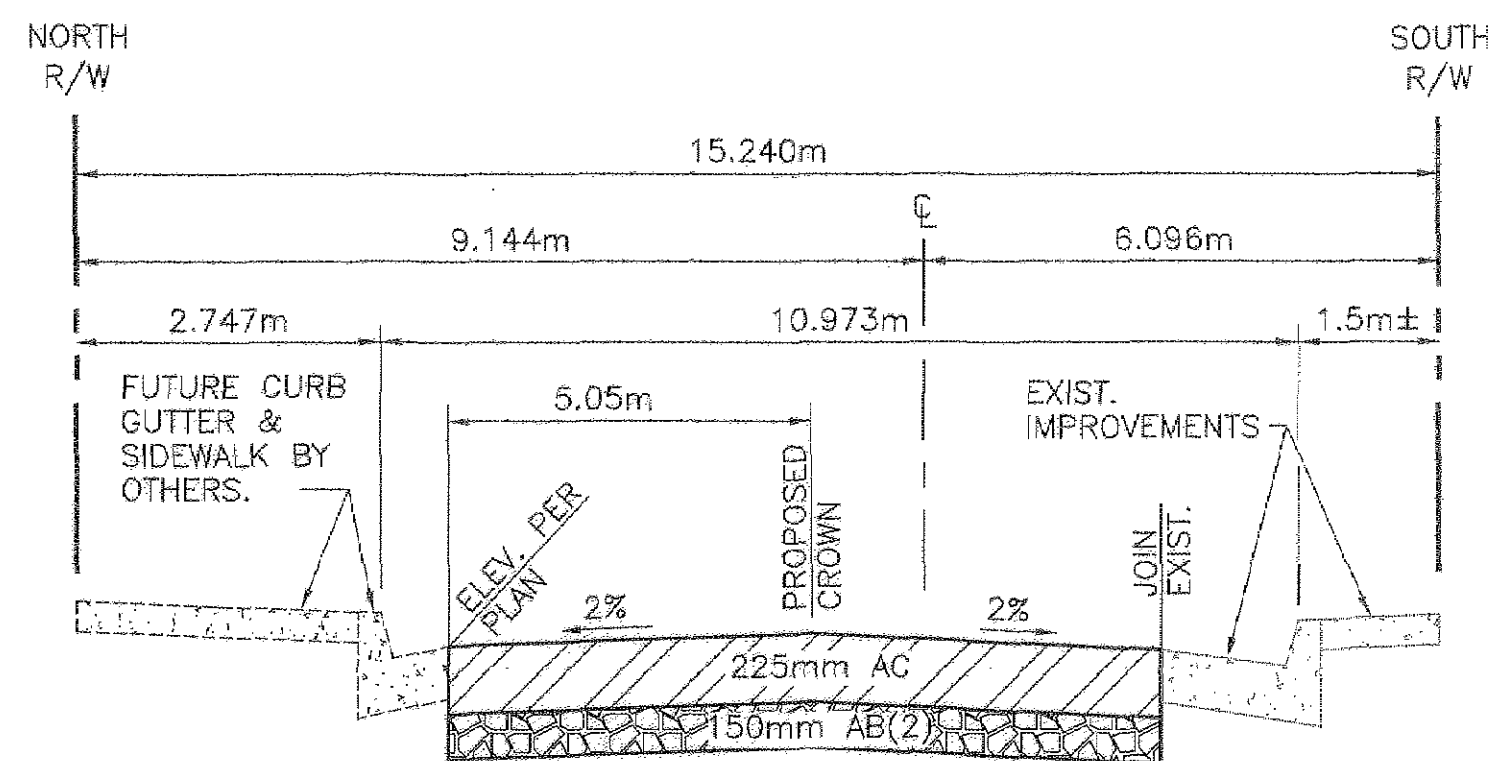 NORTH
R/W
SOUTH
R/W
15.240m
℄
9.144m
6.096m
2.747m
10.973m
1.5m±
FUTURE CURB
GUTTER &
SIDEWALK BY
OTHERS.
5.05m
EXIST.
IMPROVEMENTS
ELEV. PER
PLAN
PROPOSED
CROWN
JOIN
EXIST.
2%
2%
225mm AC
150mm AB(2)